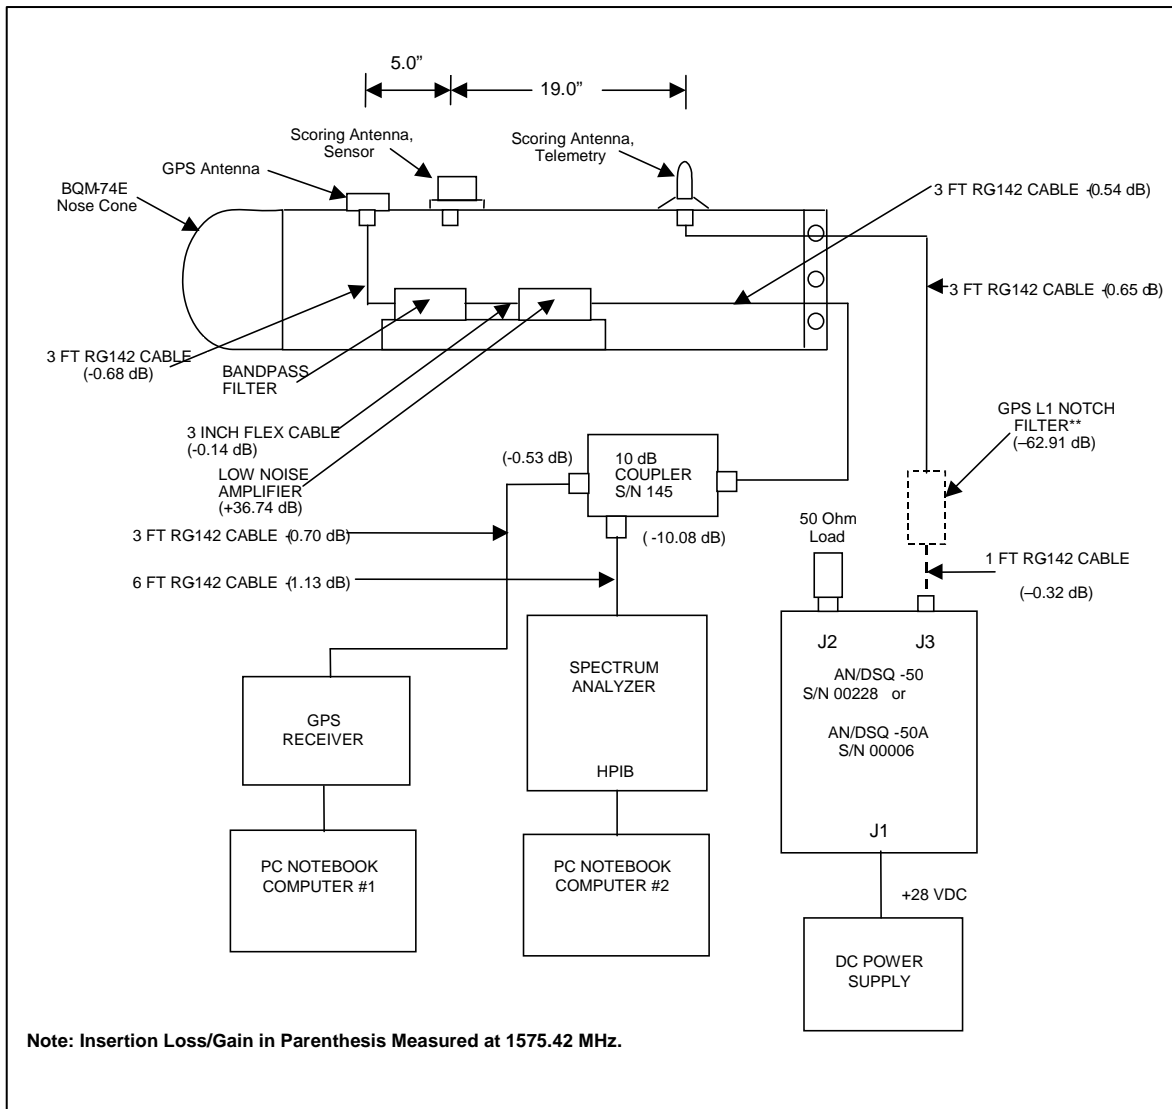 5.0”
19.0”
Scoring Antenna,
Sensor
Scoring Antenna,
Telemetry
GPS Antenna
BQM-74E
Nose Cone
3 FT RG142 CABLE -(0.54 dB)
3 FT RG142 CABLE -(0.65 dB)
3 FT RG142 CABLE
(-0.68 dB)
BANDPASS
FILTER
3 INCH FLEX CABLE
(-0.14 dB)
LOW NOISE
AMPLIFIER
(+36.74 dB)
(-0.53 dB)
10 dB
COUPLER
S/N 145
(-10.08 dB)
GPS L1 NOTCH
FILTER**
(–62.91 dB)
50 Ohm
Load
3 FT RG142 CABLE -(0.70 dB)
6 FT RG142 CABLE -(1.13 dB)
1 FT RG142 CABLE
(–0.32 dB)
J2
J3
AN/DSQ -50
S/N 00228 or
AN/DSQ -50A
S/N 00006
J1
SPECTRUM
ANALYZER
HPIB
GPS
RECEIVER
PC NOTEBOOK
COMPUTER #1
PC NOTEBOOK
COMPUTER #2
+28 VDC
DC POWER
SUPPLY
Note: Insertion Loss/Gain in Parenthesis Measured at 1575.42 MHz.